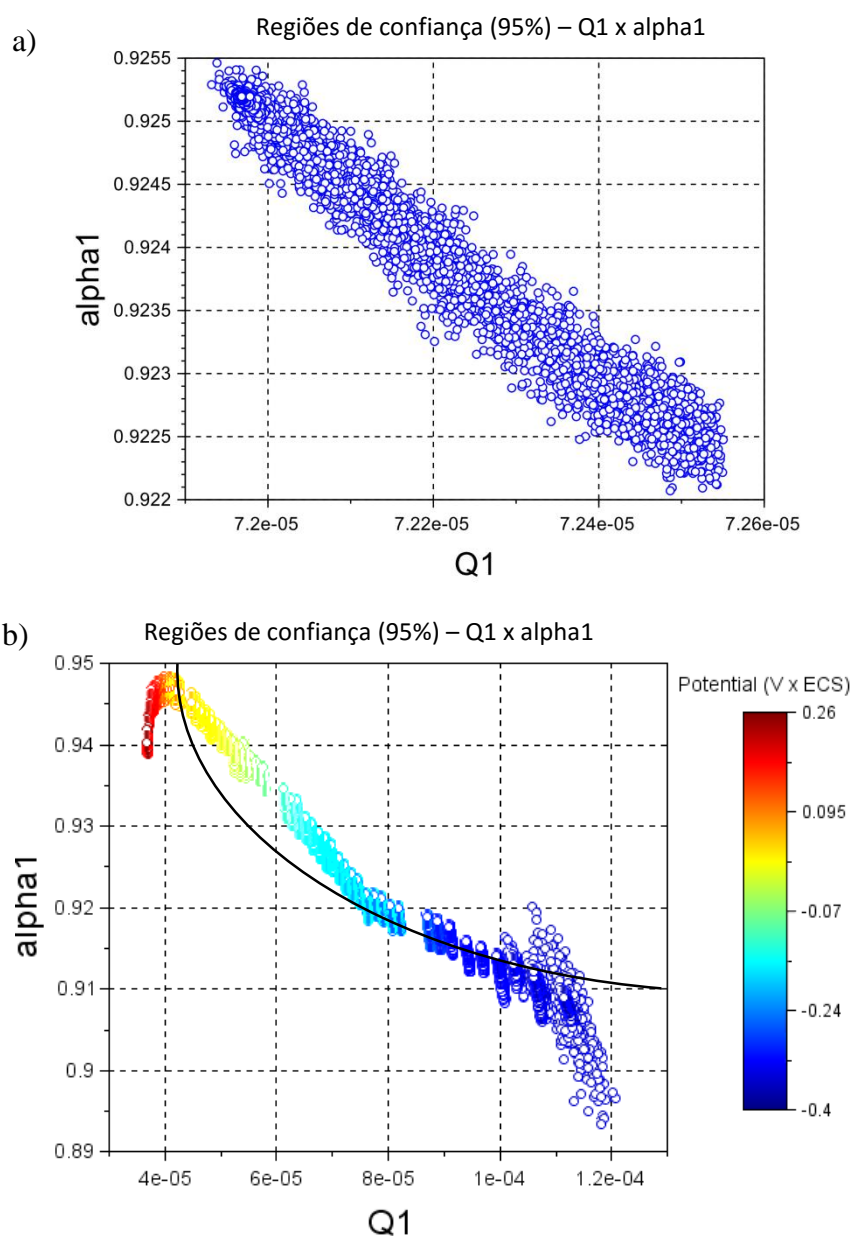 a)
Regiões de confiança (95%) – Q1 x alpha1
0.9255
0.925
0.9245
0.924
0.9235
0.923
0.9225
0.922
alpha1
7.2e-05 7.22e-05 7.24e-05 7.26e-05
Q1
b)
Regiões de confiança (95%) – Q1 x alpha1
0.95
0.94
0.93
0.92
0.91
0.9
0.89
alpha1
4e-05 6e-05 8e-05 1e-04 1.2e-04
Q1
Potential (V x ECS)
0.26
0.095
-0.07
-0.24
-0.4